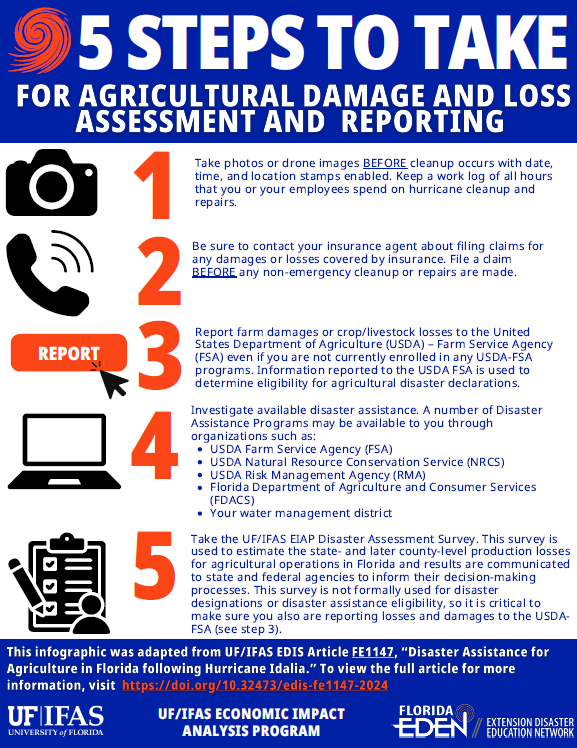 5 STEPS TO TAKE
FOR AGRICULTURAL DAMAGE AND LOSS
ASSESSMENT AND REPORTING
1
Take photos or drone images BEFORE cleanup occurs with date,
time, and location stamps enabled. Keep a work log of all hours
that you or your employees spend on hurricane cleanup and
repairs.
2
Be sure to contact your insurance agent about filing claims for
any damages or losses covered by insurance. File a claim
BEFORE any non-emergency cleanup or repairs are made.
REPORT
3
Report farm damages or crop/livestock losses to the United
States Department of Agriculture (USDA) – Farm Service Agency
(FSA) even if you are not currently enrolled in any USDA-FSA
programs. Information reported to the USDA FSA is used to
determine eligibility for agricultural disaster declarations.
4
Investigate available disaster assistance. A number of Disaster
Assistance Programs may be available to you through
organizations such as:
• USDA Farm Service Agency (FSA)
• USDA Natural Resource Conservation Service (NRCS)
• USDA Risk Management Agency (RMA)
• Florida Department of Agriculture and Consumer Services
(FDACS)
• Your water management district
5
Take the UF/IFAS EIAP Disaster Assessment Survey. This survey is
used to estimate the state- and later county-level production losses
for agricultural operations in Florida and results are communicated
to state and federal agencies to inform their decision-making
processes. This survey is not formally used for disaster
designations or disaster assistance eligibility, so it is critical to
make sure you also are reporting losses and damages to the USDA-
FSA (see step 3).
This infographic was adapted from UF/IFAS EDIS Article FE1147, “Disaster Assistance for
Agriculture in Florida following Hurricane Idalia.” To view the full article for more
information, visit https://doi.org/10.32473/edis-fe1147-2024
UF|IFAS
UNIVERSITY of FLORIDA
UF/IFAS ECONOMIC IMPACT
ANALYSIS PROGRAM
FLORIDA
EDEN
EXTENSION DISASTER
EDUCATION NETWORK